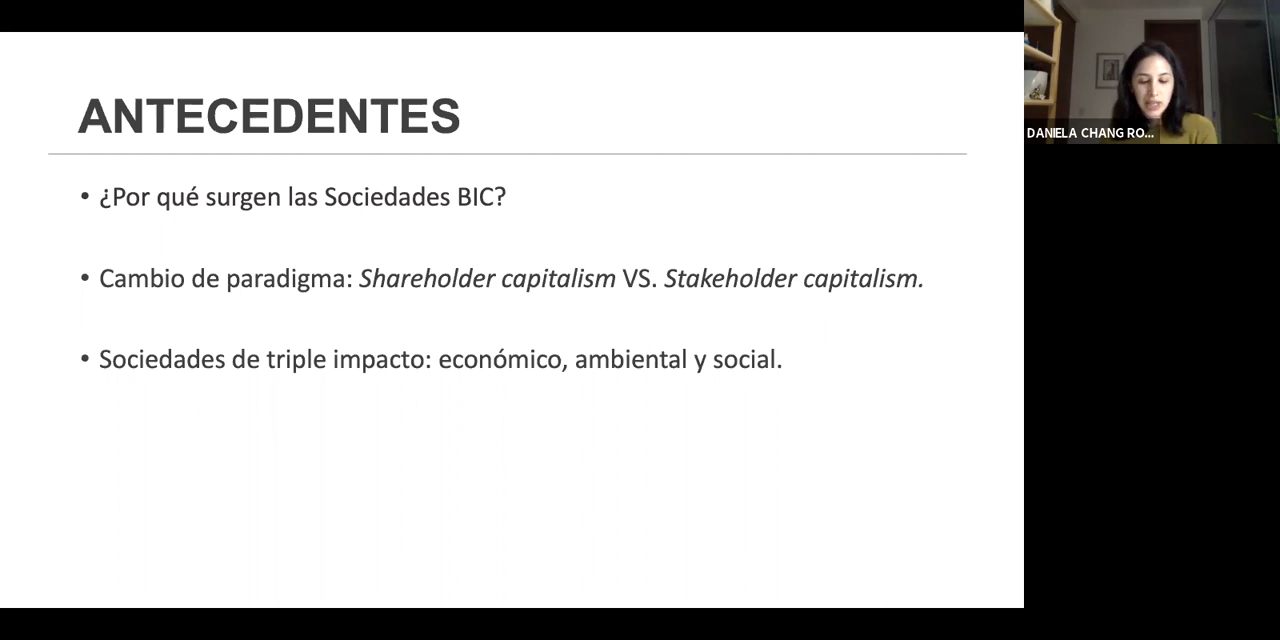 ANTECEDENTES
• ¿Por qué surgen las Sociedades BIC?
• Cambio de paradigma: Shareholder capitalism VS. Stakeholder capitalism.
• Sociedades de triple impacto: económico, ambiental y social.
DANIELA CHANG RO...